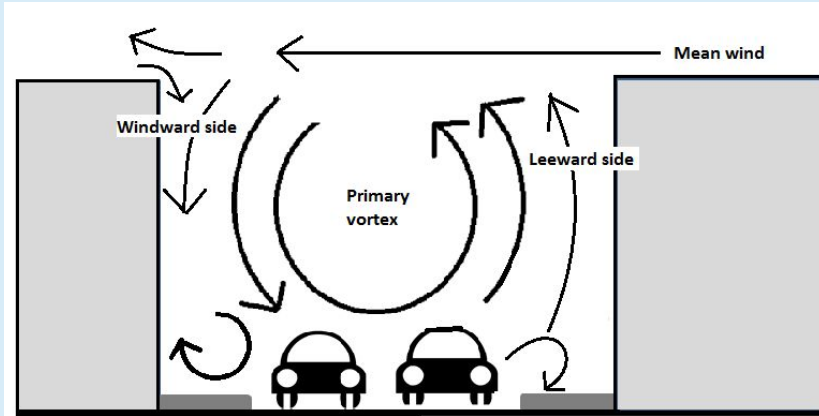 Mean wind
Windward side
Leeward side
Primary
vortex